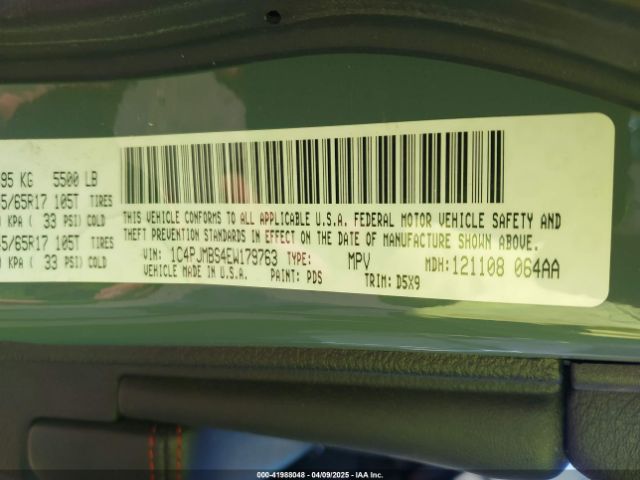 95 KG 5500 LB
5/65R17 105T TIRES
KPA ( 33 PSI) COLD
5/65R17 105T TIRES
KPA ( 33 PSI) COLD
THIS VEHICLE CONFORMS TO ALL APPLICABLE U.S.A. FEDERAL MOTOR VEHICLE SAFETY AND
THEFT PREVENTION STANDARDS IN EFFECT ON THE DATE OF MANUFACTURE SHOWN ABOVE.
VIN: 1C4PJMBS4EW179763 TYPE: MPV MDH: 121108 064AA
VEHICLE MADE IN U.S.A. PAINT: PDS TRIM: D5X9
00-41988048 - 04/09/2025 - IAA Inc.